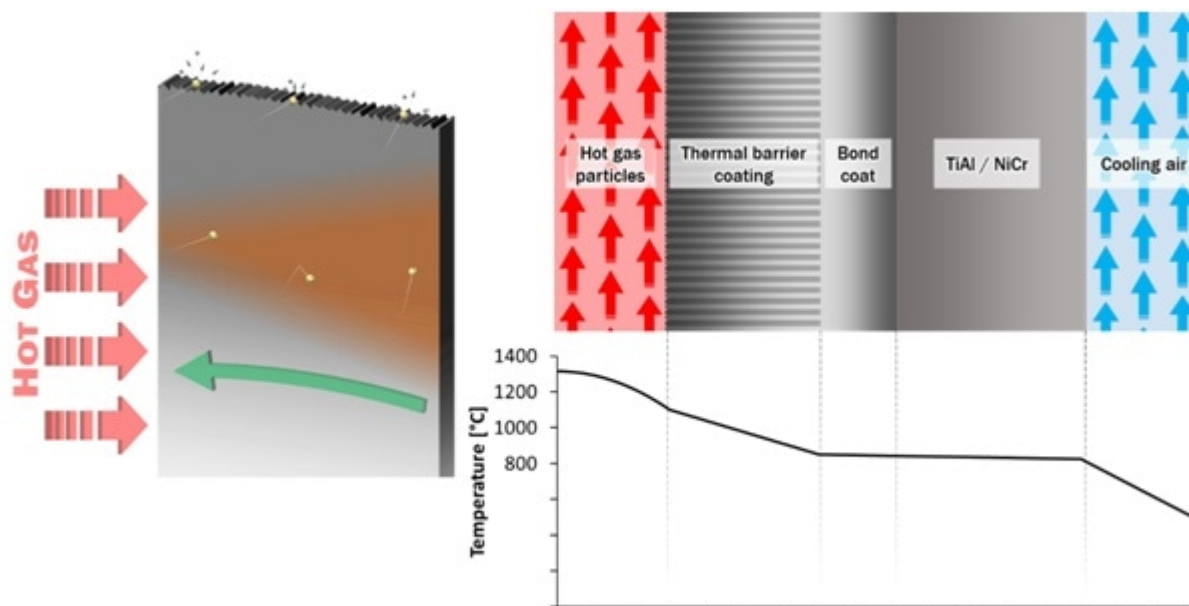 HOT GAS
Hot gas
particles
Thermal barrier
coating
Bond
coat
TiAl / NiCr
Cooling air
Temperature [°C]
1400
1200
1000
800